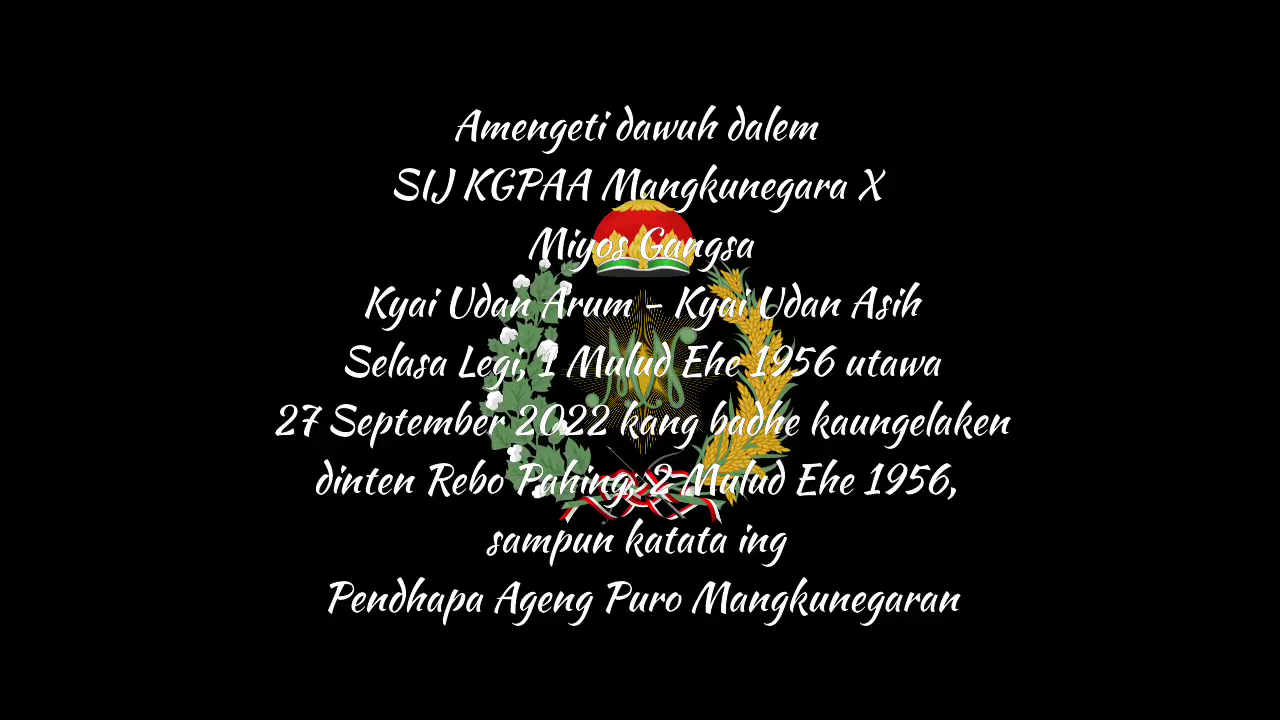 Amengeti dawuh dalem
SIJ KGPAA Mangkunegara X
Miyos Gangsa
Kyai Udan Arum - Kyai Udan Asih
Selasa Legi, 1 Mulud Ehe 1956 utawa
27 September 2022 kang badhe kaungelaken
dinten Rebo Pahing, 2 Mulud Ehe 1956,
sampun katata ing
Pendhapa Ageng Puro Mangkunegaran